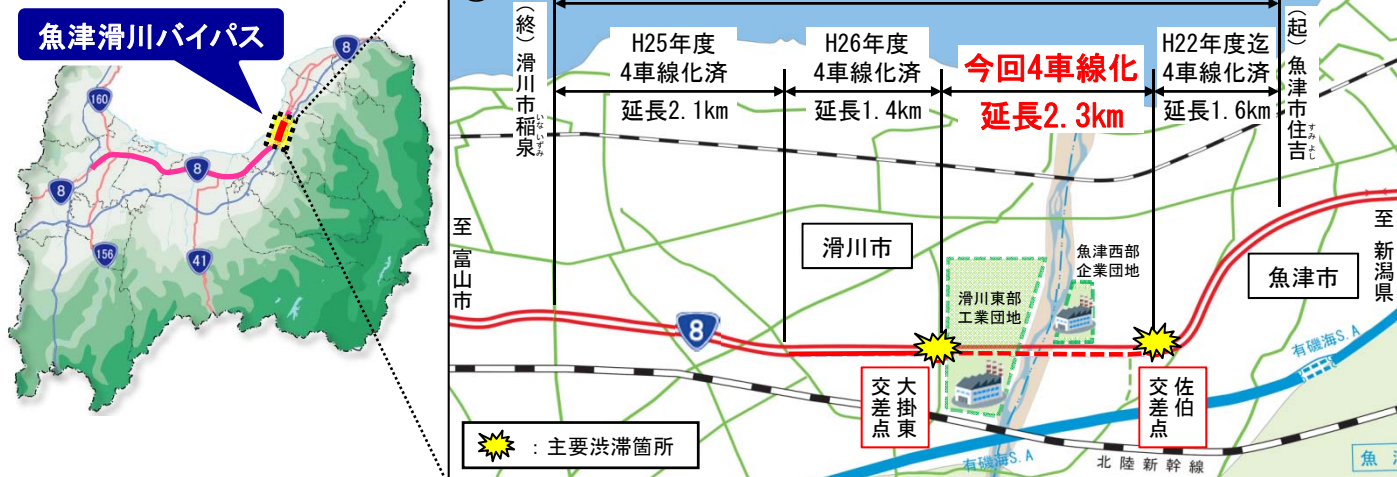 魚津滑川バイパス
8
160
8
8
156
41
(終)滑川市稲泉
いないずみ
H25年度
4車線化済
延長2.1km
H26年度
4車線化済
延長1.4km
今回4車線化
延長2.3km
H22年度迄
4車線化済
延長1.6km
(起)魚津市住吉
すみよし
至 富山市
滑川市
魚津西部
企業団地
滑川東部
工業団地
魚津市
至 新潟県
8
有磯海S.A
大掛東
交差点
佐伯
交差点
:主要渋滞箇所
有磯海S.A
北陸新幹線
魚